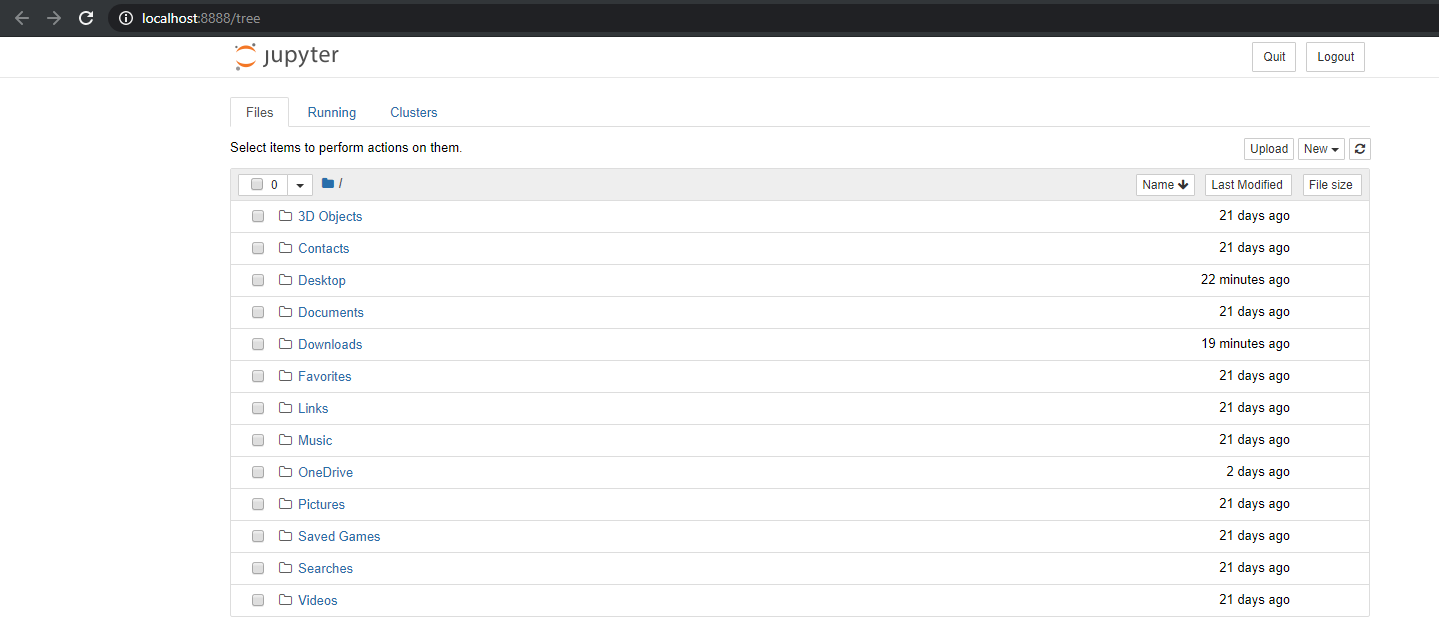 localhost:8888/tree
jupyter
Quit Logout
Files Running Clusters
Select items to perform actions on them.
Upload New
0 / Name Last Modified File size
3D Objects 21 days ago
Contacts 21 days ago
Desktop 22 minutes ago
Documents 21 days ago
Downloads 19 minutes ago
Favorites 21 days ago
Links 21 days ago
Music 21 days ago
OneDrive 2 days ago
Pictures 21 days ago
Saved Games 21 days ago
Searches 21 days ago
Videos 21 days ago